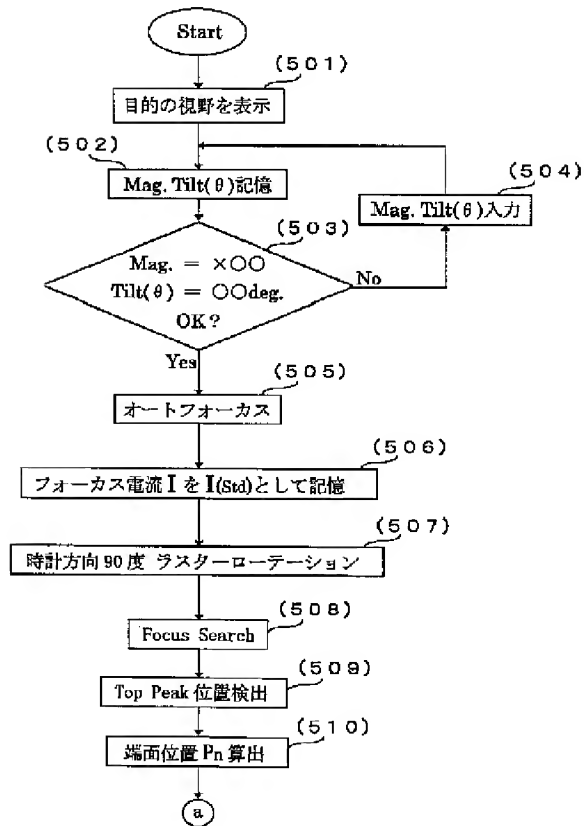 Start
(501)
目的の視野を表示
(502)
Mag. Tilt(θ)記憶
(504)
Mag. Tilt(θ)入力
(503)
Mag. = ×○○
Tilt(θ) = ○○deg.
OK?
No
Yes
(505)
オートフォーカス
(506)
フォーカス電流IをI(Std)として記憶
(507)
時計方向90度 ラスターローテーション
(508)
Focus Search
(509)
Top Peak 位置検出
(510)
端面位置 Pn 算出
a